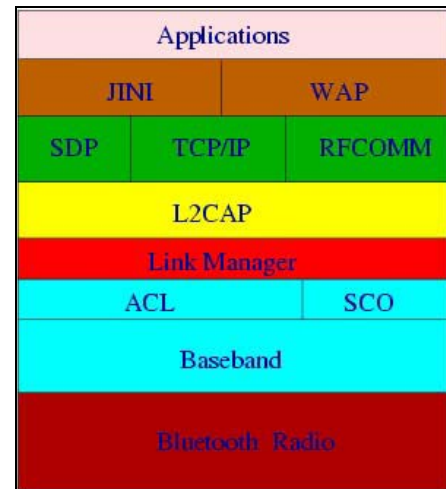 Applications
JINI WAP
SDP TCP/IP RFCOMM
L2CAP
Link Manager
ACL SCO
Baseband
Bluetooth Radio